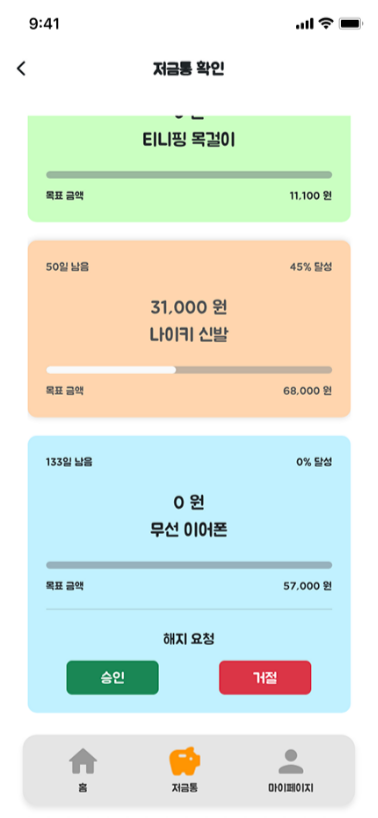 9:41
저금통 확인
티니핑 목걸이
목표 금액 11,100 원
50일 남음 45% 달성
31,000 원
나이키 신발
목표 금액 68,000 원
133일 남음 0% 달성
0 원
무선 이어폰
목표 금액 57,000 원
해지 요청
승인 거절
홈 저금통 마이페이지